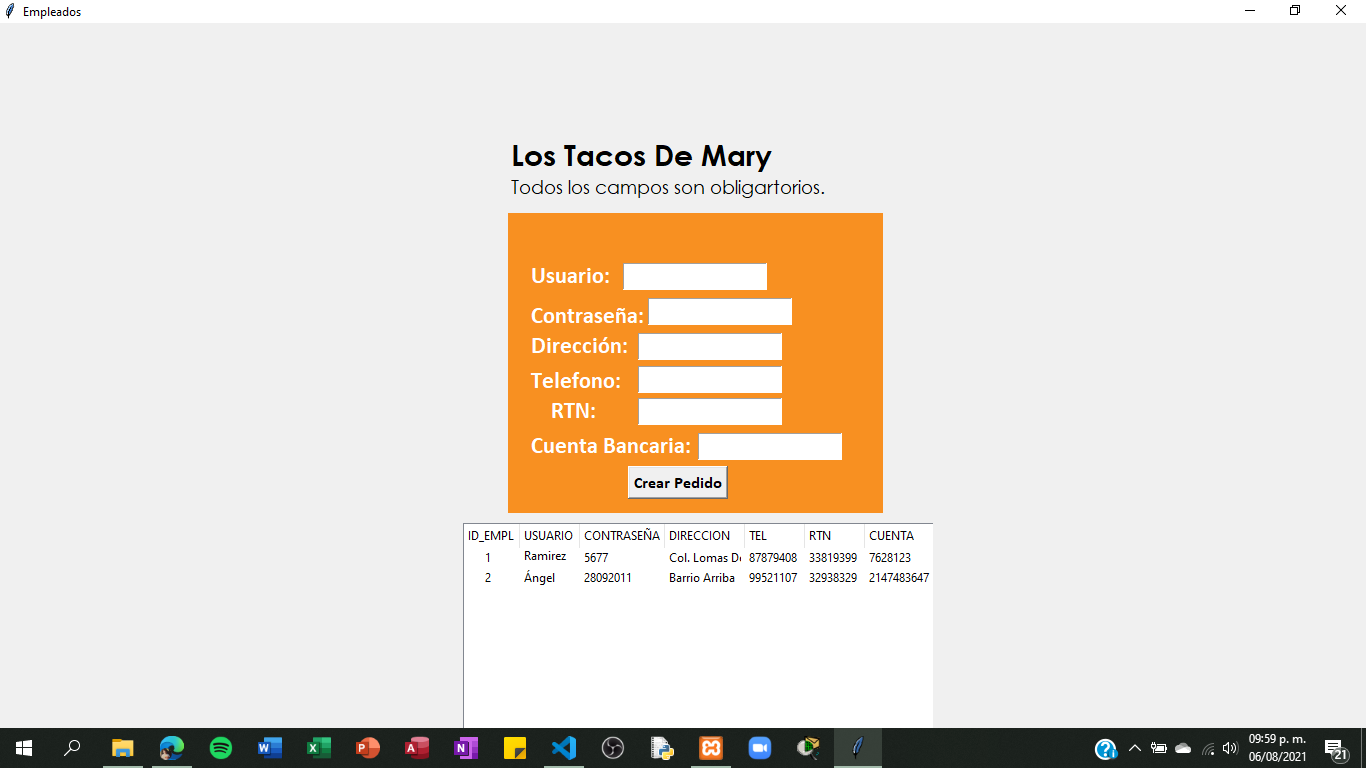 Empleados
Los Tacos De Mary
Todos los campos son obligartorios.
Usuario:
Contraseña:
Dirección:
Telefono:
RTN:
Cuenta Bancaria:
Crear Pedido
ID_EMPL USUARIO CONTRASEÑA DIRECCION TEL RTN CUENTA
1 Ramirez 5677 Col. Lomas De 87879408 33819399 7628123
2 Ángel 28092011 Barrio Arriba 99521107 32938329 2147483647
09:59 p. m.
06/08/2021
21